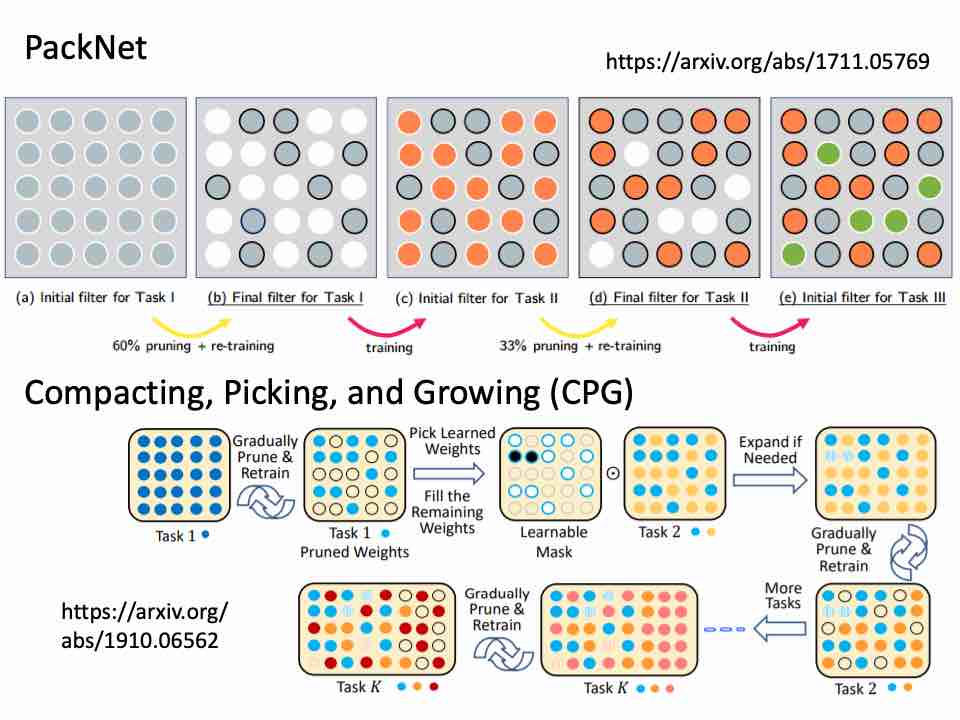 PackNet
https://arxiv.org/abs/1711.05769
(a) Initial filter for Task I
(b) Final filter for Task I
(c) Initial filter for Task II
(d) Final filter for Task II
(e) Initial filter for Task III
60% pruning + re-training
training
33% pruning + re-training
training
Compacting, Picking, and Growing (CPG)
Task 1
Gradually
Prune &
Retrain
Task 1
Pruned Weights
Pick Learned
Weights
Fill the
Remaining
Weights
Learnable
Mask
⊙
Task 2
Expand if
Needed
Gradually
Prune &
Retrain
Task 2
More
Tasks
Task K
Gradually
Prune &
Retrain
Task K
https://arxiv.org/
abs/1910.06562